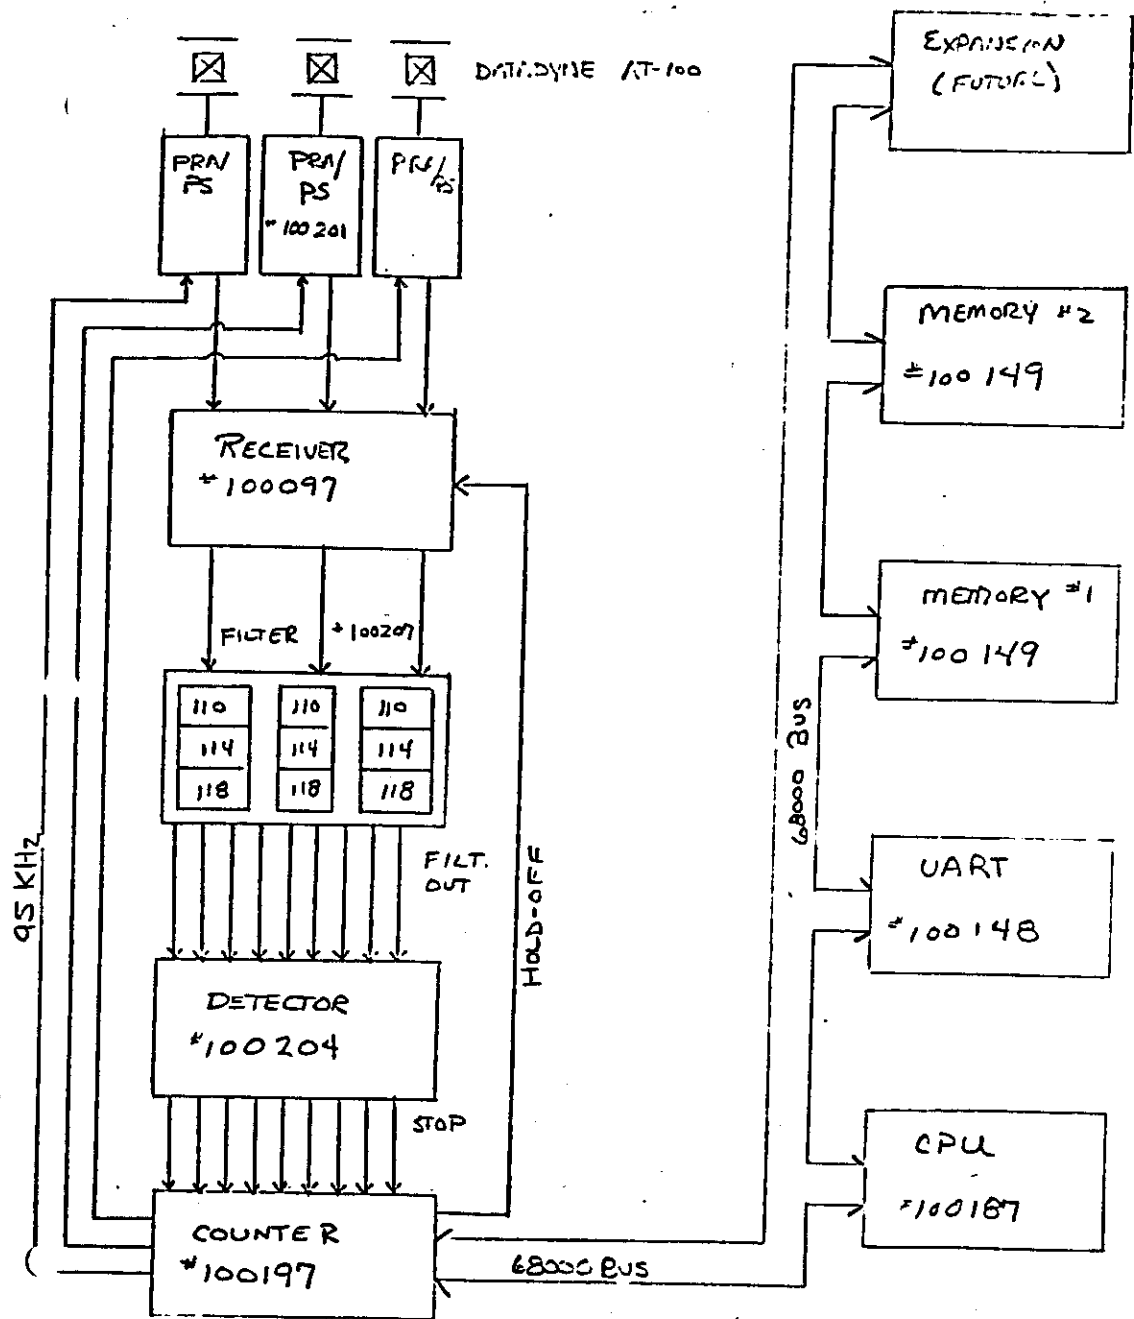 DATADYNE AT-100
PRN/
PS
PRN/
PS
#100201
PRN/
PS
RECEIVER
#100097
FILTER #100207
110
114
118
110
114
118
110
114
118
FILT.
OUT
HOLD-OFF
95 KHz
DETECTOR
#100204
STOP
COUNTER
#100197
68000 BUS
68000 BUS
EXPANSION
(FUTURE)
MEMORY #2
#100149
MEMORY #1
#100149
UART
#100148
CPU
#100187